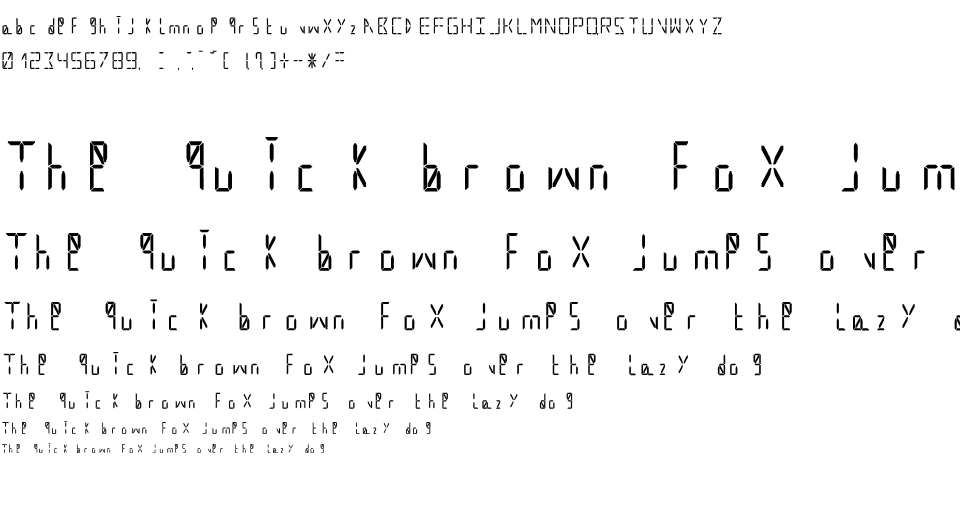 abcdefghijklmnopqrstuvwxyzABCDEFGHIJKLMNOPQRSTUVWXYZ
0123456789
The quick brown fox jum
The quick brown fox jumps over
The quick brown fox jumps over the lazy d
The quick brown fox jumps over the lazy dog
The quick brown fox jumps over the lazy dog
The quick brown fox jumps over the lazy dog
The quick brown fox jumps over the lazy dog